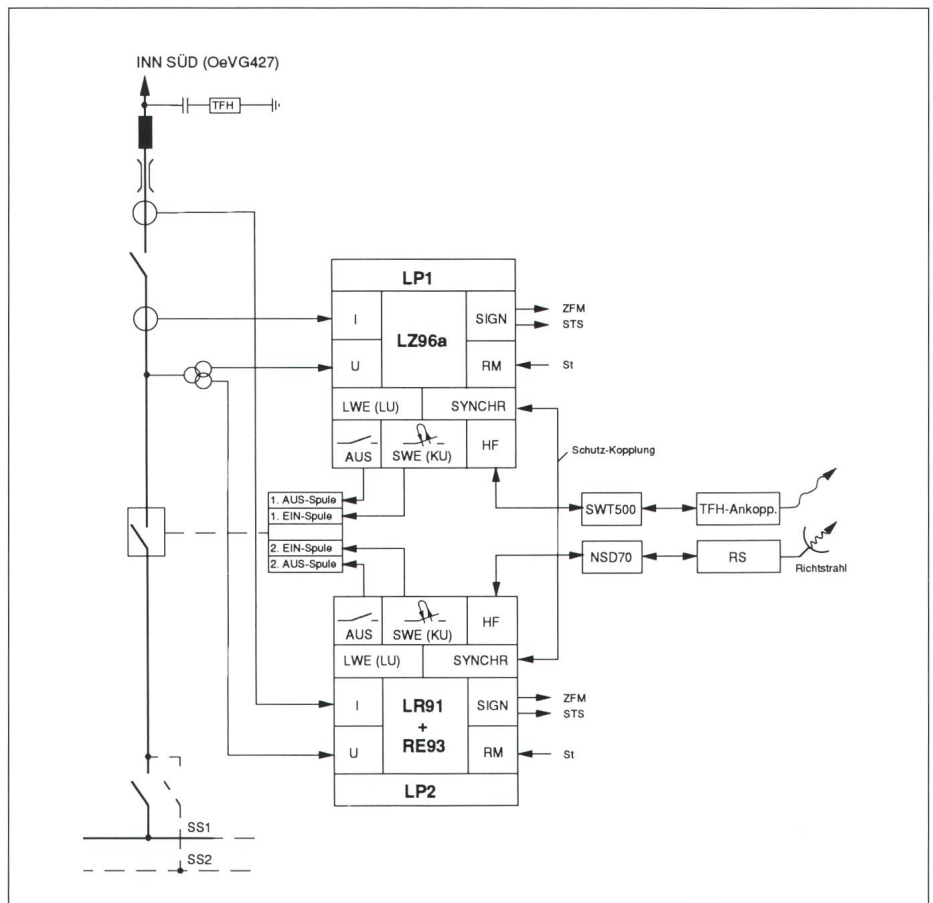 INN SÜD (OeVG427)
TFH
LP1
I
LZ96a
SIGN
ZFM
STS
U
RM
St
LWE (LU)
SYNCHR
AUS
SWE (KU)
HF
Schutz-Kopplung
1. AUS-Spule
1. EIN-Spule
2. EIN-Spule
2. AUS-Spule
SWT500
TFH-Ankopp.
NSD70
RS
Richtstrahl
AUS
SWE (KU)
HF
LWE (LU)
SYNCHR
I
LR91
+
RE93
SIGN
ZFM
STS
U
RM
St
LP2
SS1
SS2